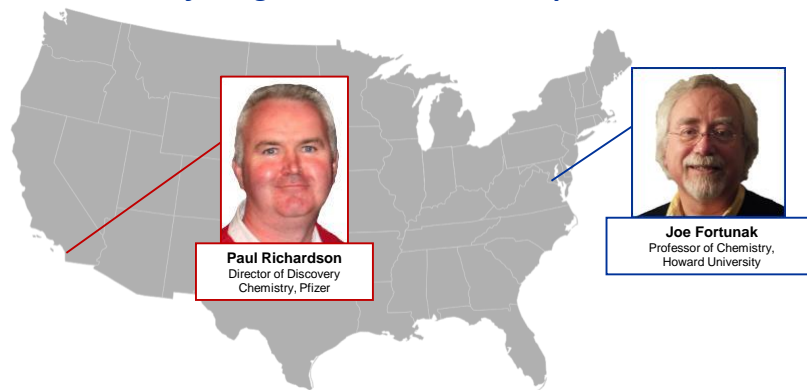 Paul Richardson
Director of Discovery
Chemistry, Pfizer
Joe Fortunak
Professor of Chemistry,
Howard University